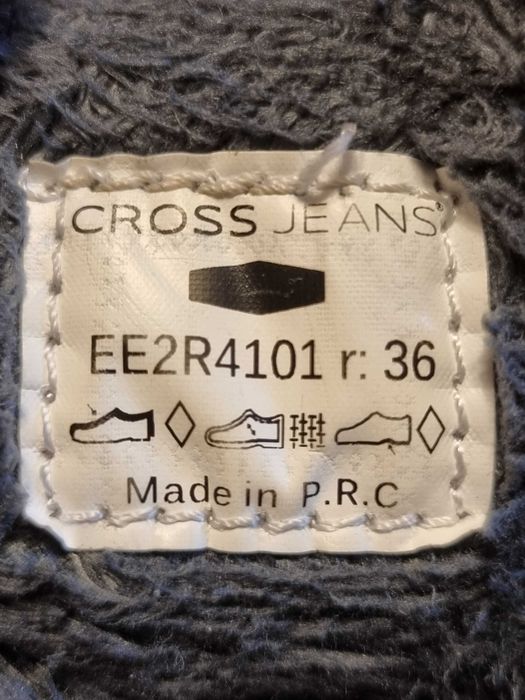 CROSS JEANS®
EE2R4101 r: 36
Made in P.R.C